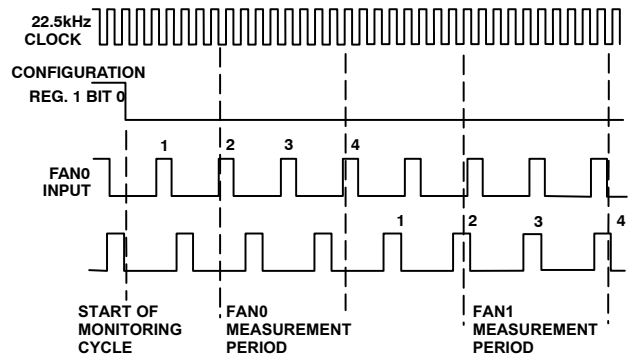 22.5kHz
CLOCK
CONFIGURATION
REG. 1 BIT 0
1 2 3 4
FAN0
INPUT
1 2 3 4
START OF
MONITORING
CYCLE
FAN0
MEASUREMENT
PERIOD
FAN1
MEASUREMENT
PERIOD